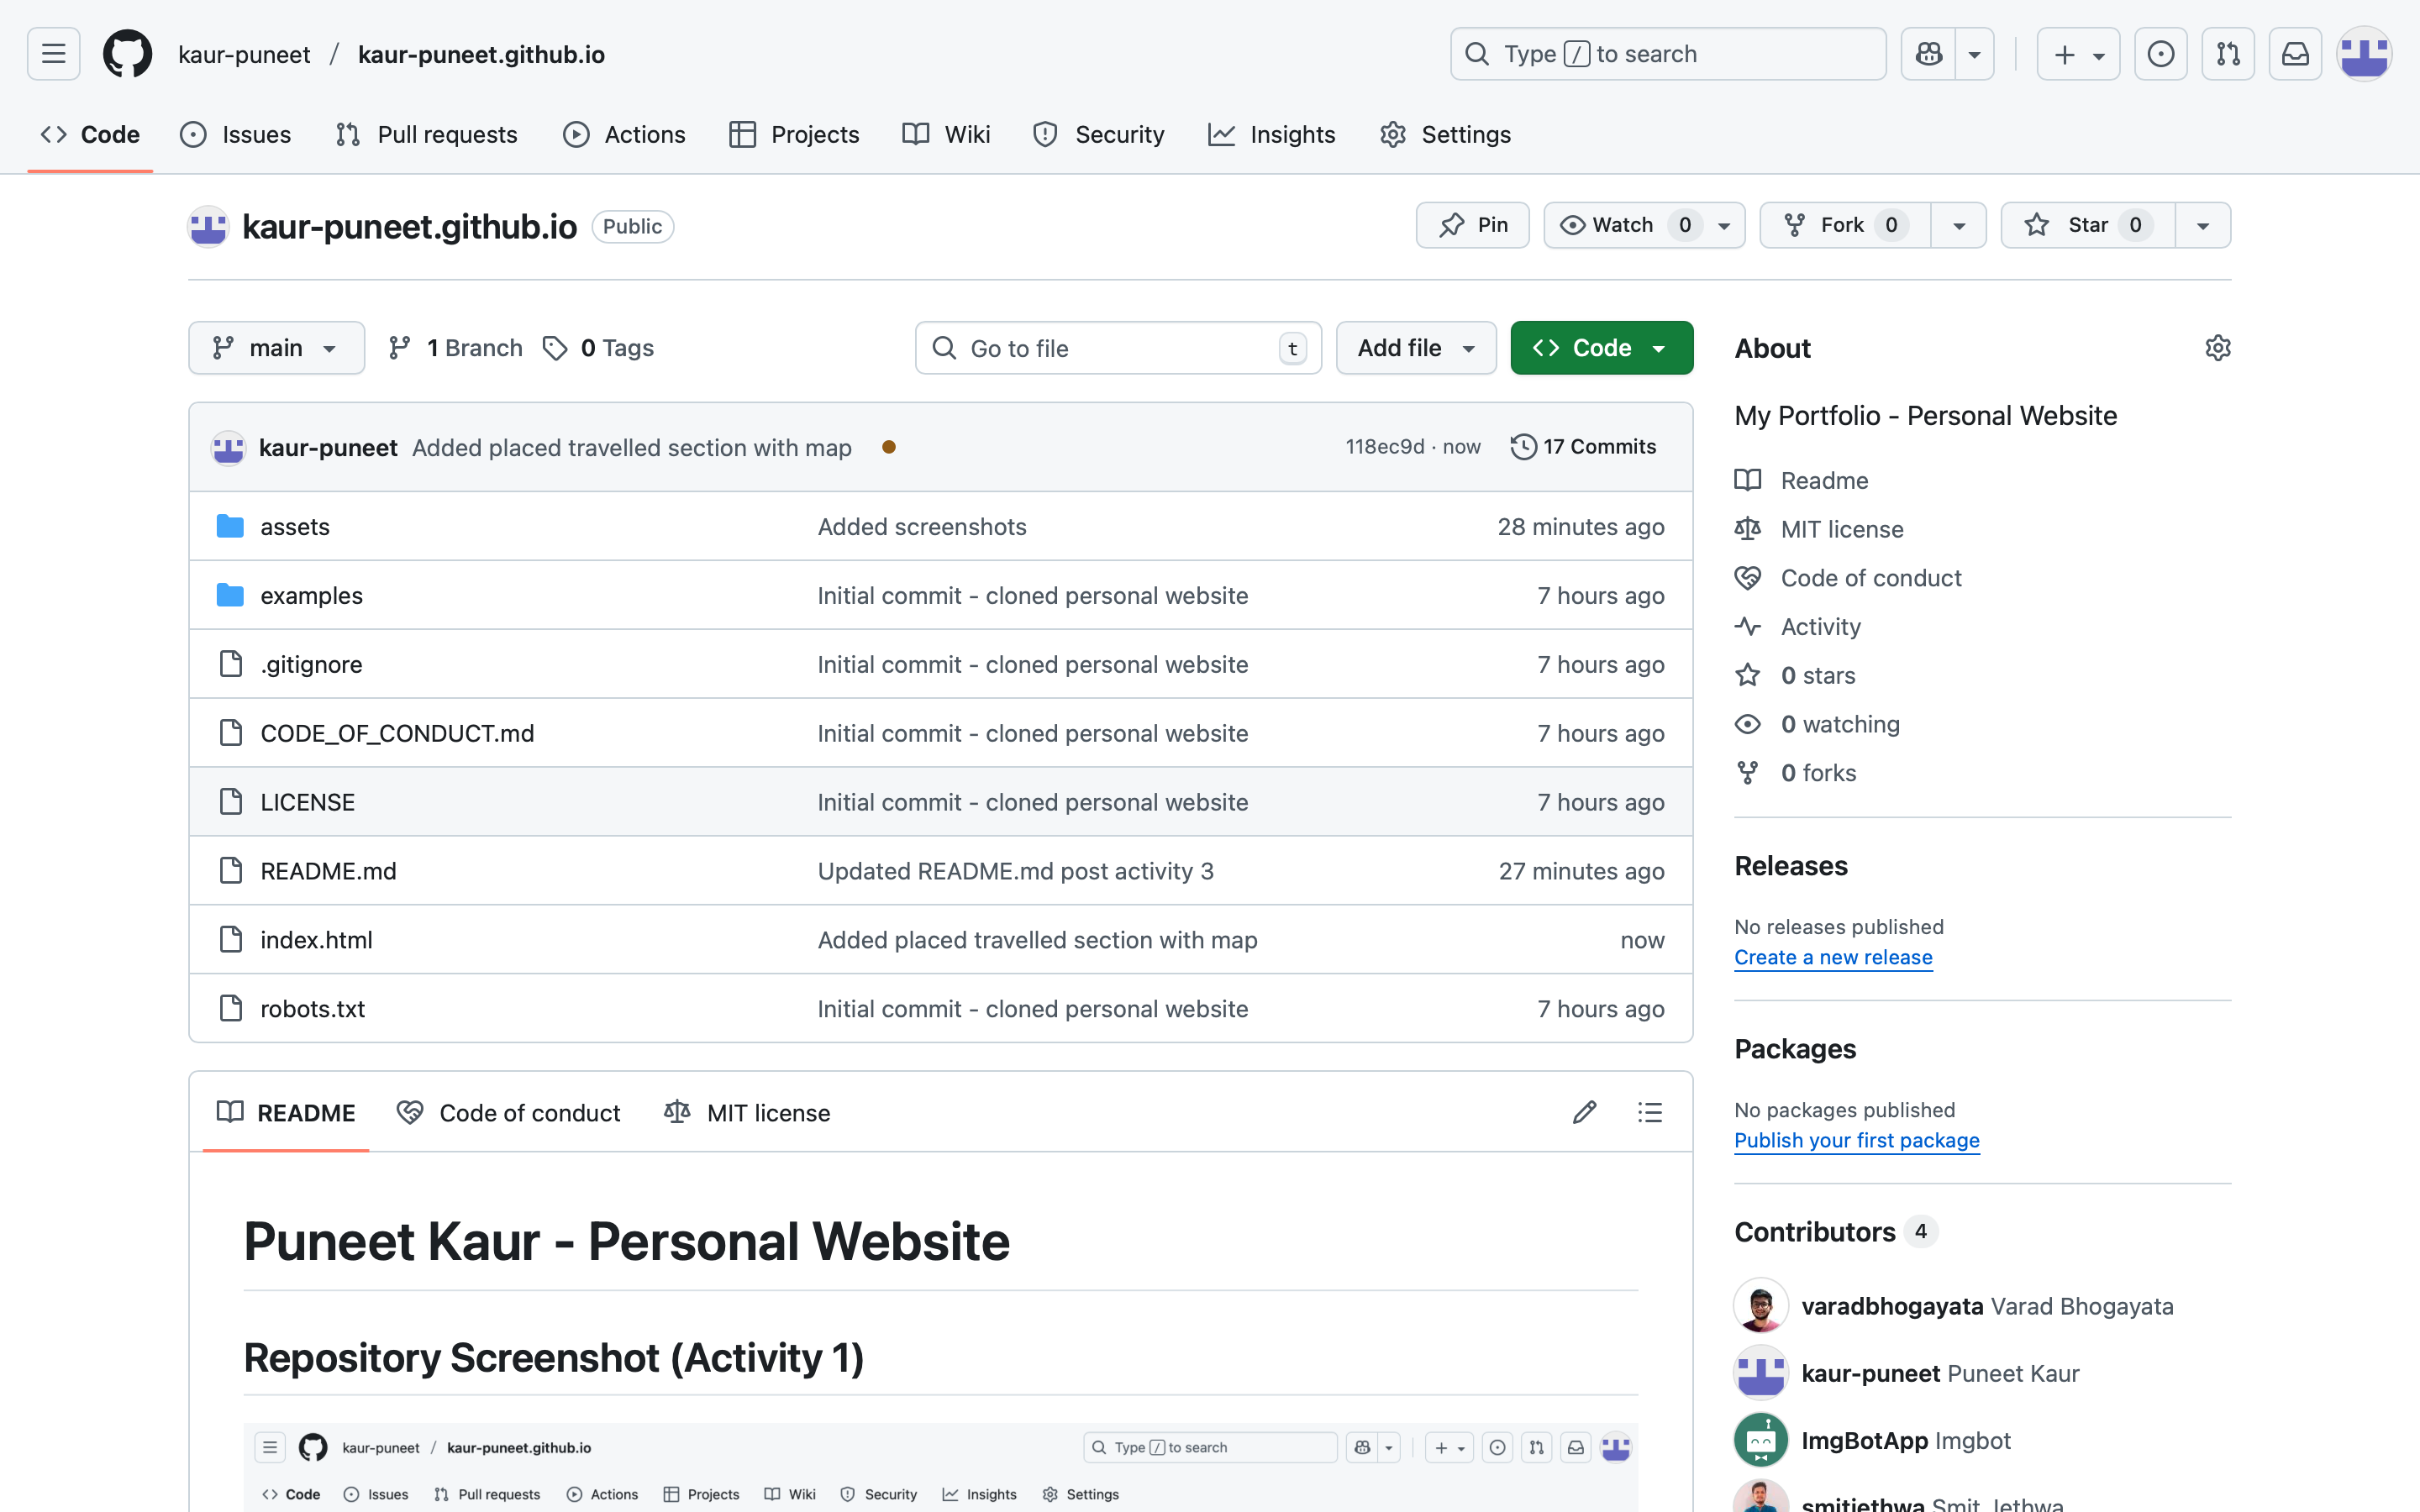 kaur-puneet / kaur-puneet.github.io Type / to search
Code Issues Pull requests Actions Projects Wiki Security Insights Settings
kaur-puneet.github.io Public Pin Watch 0 Fork 0 Star 0
main 1 Branch 0 Tags Go to file t Add file Code
kaur-puneet Added placed travelled section with map 118ec9d · now 17 Commits
assets Added screenshots 28 minutes ago
examples Initial commit - cloned personal website 7 hours ago
.gitignore Initial commit - cloned personal website 7 hours ago
CODE_OF_CONDUCT.md Initial commit - cloned personal website 7 hours ago
LICENSE Initial commit - cloned personal website 7 hours ago
README.md Updated README.md post activity 3 27 minutes ago
index.html Added placed travelled section with map now
robots.txt Initial commit - cloned personal website 7 hours ago
README Code of conduct MIT license
Puneet Kaur - Personal Website
Repository Screenshot (Activity 1)
kaur-puneet / kaur-puneet.github.io Type / to search
Code Issues Pull requests Actions Projects Wiki Security Insights Settings
About
My Portfolio - Personal Website
Readme
MIT license
Code of conduct
Activity
0 stars
0 watching
0 forks
Releases
No releases published
Create a new release
Packages
No packages published
Publish your first package
Contributors 4
varadbhogayata Varad Bhogayata
kaur-puneet Puneet Kaur
ImgBotApp Imgbot
smitjethwa Smit Jethwa